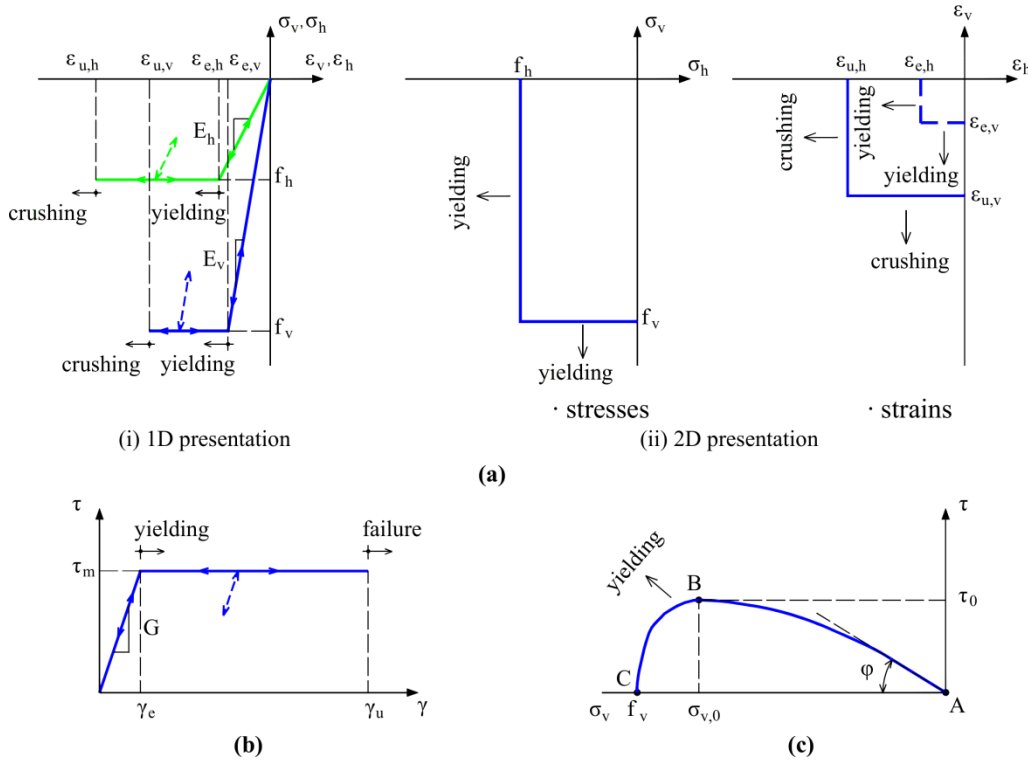 σv,σh
εu,h εu,v εe,h εe,v εv,εh
Eh
fh
crushing yielding
Ev
fv
crushing yielding
(i) 1D presentation
σv
fh σh
yielding
fv
yielding
· stresses
εv
εu,h εe,h εh
crushing
yielding
εe,v
yielding
εu,v
crushing
· strains
(ii) 2D presentation
(a)
τ
yielding failure
τm
G
γe γu γ
(b)
τ
yielding
B
τ0
φ
C
A
σv fv σv,0
(c)